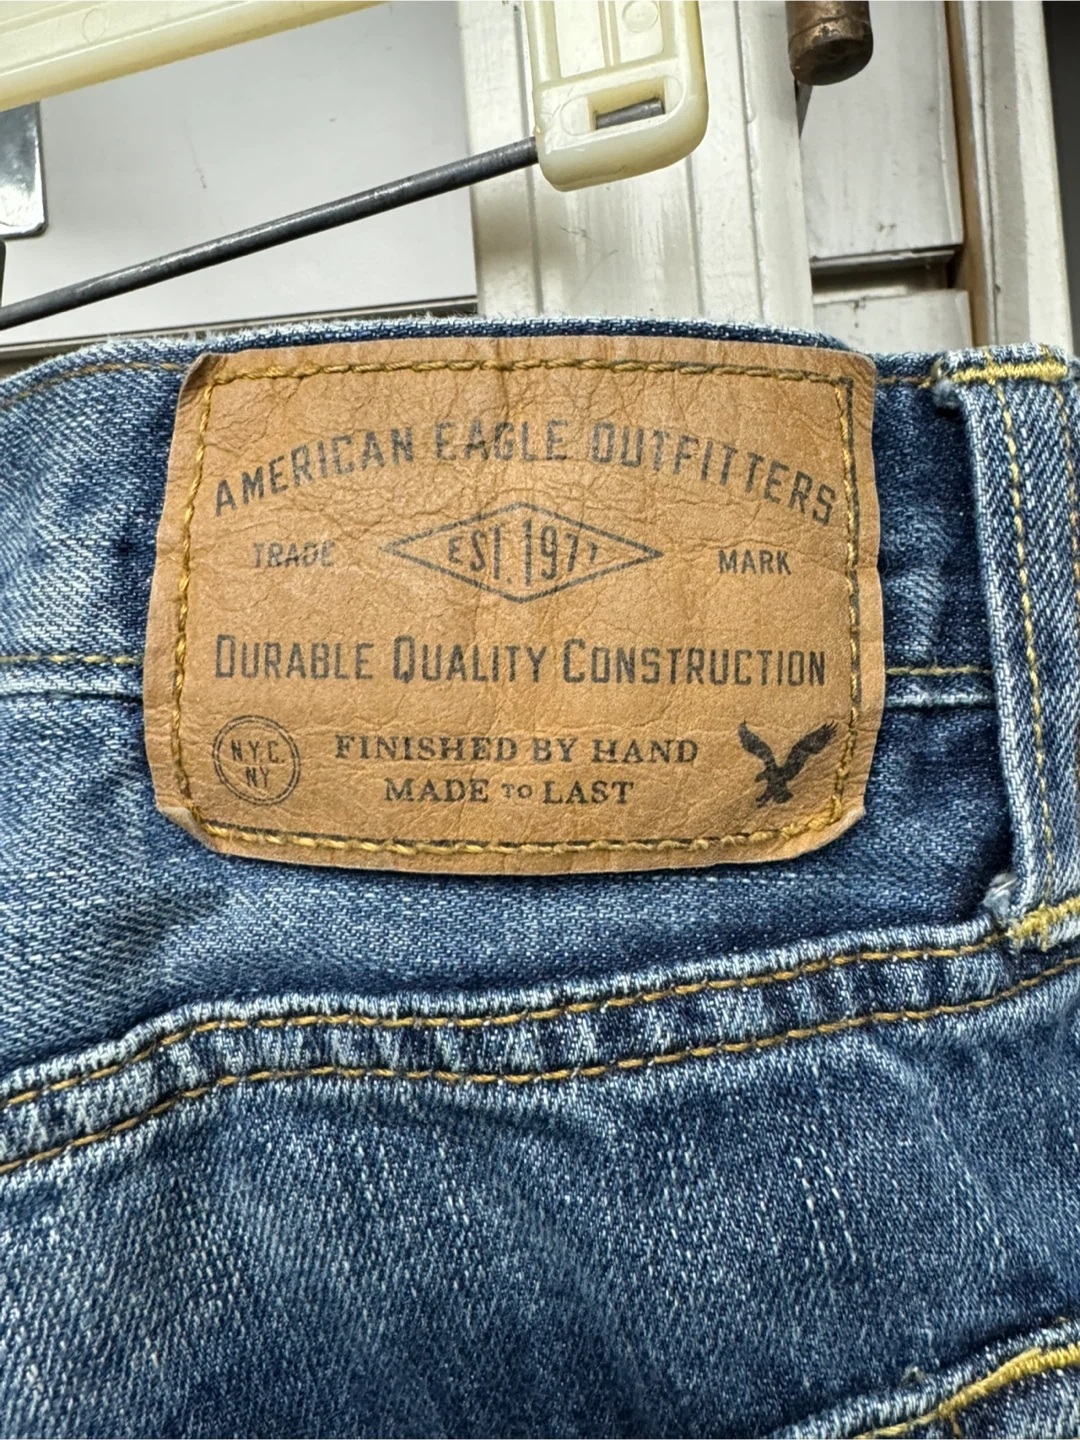 AMERICAN EAGLE OUTFITTERS
TRADE EST. 1977 MARK
DURABLE QUALITY CONSTRUCTION
N.Y.C.
NY
FINISHED BY HAND
MADE TO LAST